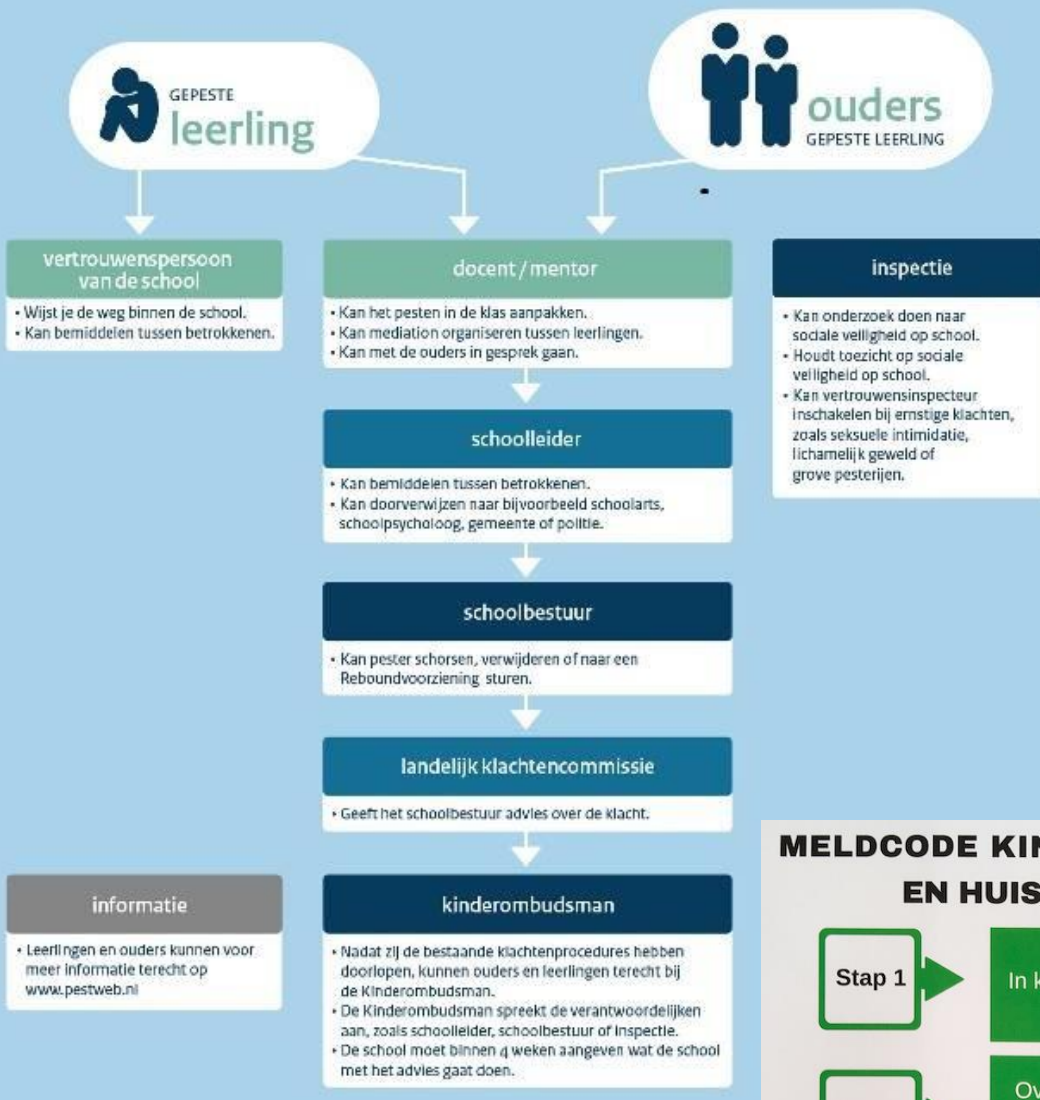 GEPESTE
leerling
ouders
GEPESTE LEERLING
vertrouwenspersoon
van de school
• Wijst je de weg binnen de school.
• Kan bemiddelen tussen betrokkenen.
docent / mentor
• Kan het pesten in de klas aanpakken.
• Kan mediation organiseren tussen leerlingen.
• Kan met de ouders in gesprek gaan.
inspectie
• Kan onderzoek doen naar
sociale veiligheid op school.
• Houdt toezicht op sociale
veiligheid op school.
• Kan vertrouwensinspecteur
inschakelen bij ernstige klachten,
zoals seksuele intimidatie,
lichamelijk geweld of
grove pesterijen.
schoolleider
• Kan bemiddelen tussen betrokkenen.
• Kan doorverwijzen naar bijvoorbeeld schoolarts,
schoolpsycholoog, gemeente of politie.
schoolbestuur
• Kan pester schorsen, verwijderen of naar een
Reboundvoorziening sturen.
landelijk klachtencommissie
• Geeft het schoolbestuur advies over de klacht.
informatie
• Leerlingen en ouders kunnen voor
meer informatie terecht op
www.pestweb.nl
kinderombudsman
• Nadat zij de bestaande klachtenprocedures hebben
doorlopen, kunnen ouders en leerlingen terecht bij
de Kinderombudsman.
• De Kinderombudsman spreekt de verantwoordelijken
aan, zoals schoolleider, schoolbestuur of inspectie.
• De school moet binnen 4 weken aangeven wat de school
met het advies gaat doen.
MELDCODE
EN
Stap 1
In